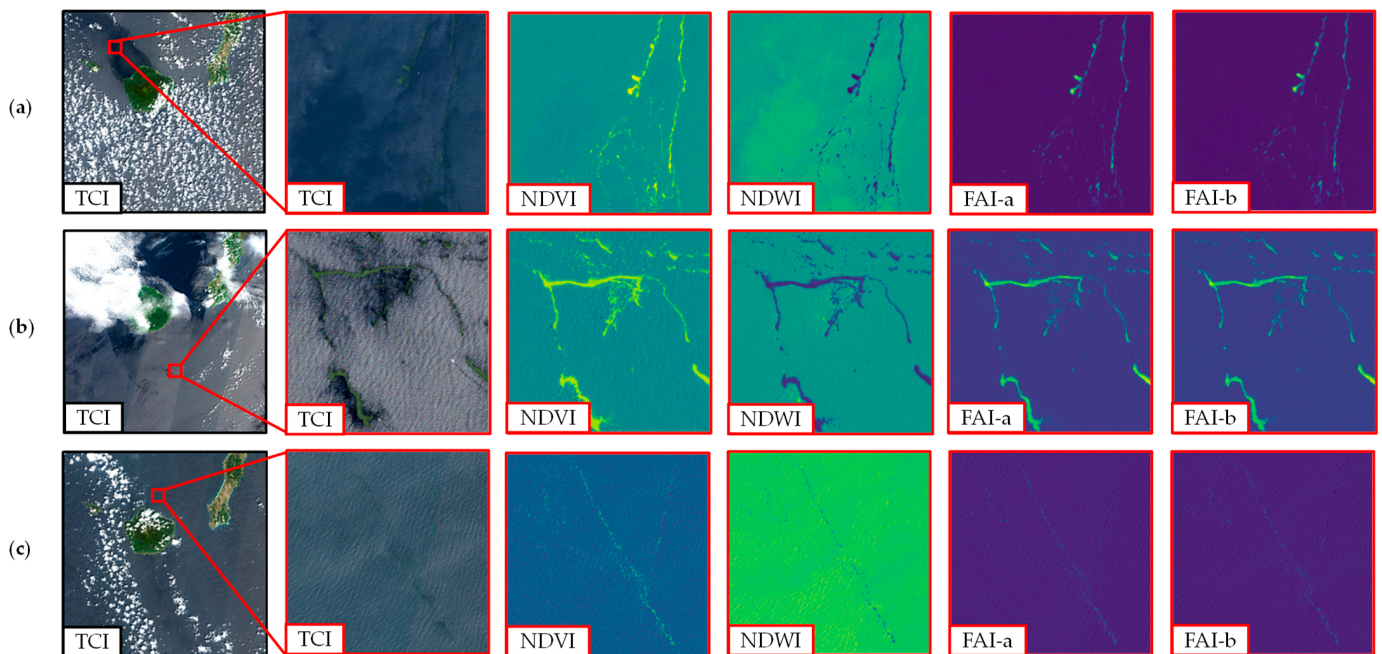 (a)
TCI
TCI
NDVI
NDWI
FAI-a
FAI-b
(b)
TCI
TCI
NDVI
NDWI
FAI-a
FAI-b
(c)
TCI
TCI
NDVI
NDWI
FAI-a
FAI-b